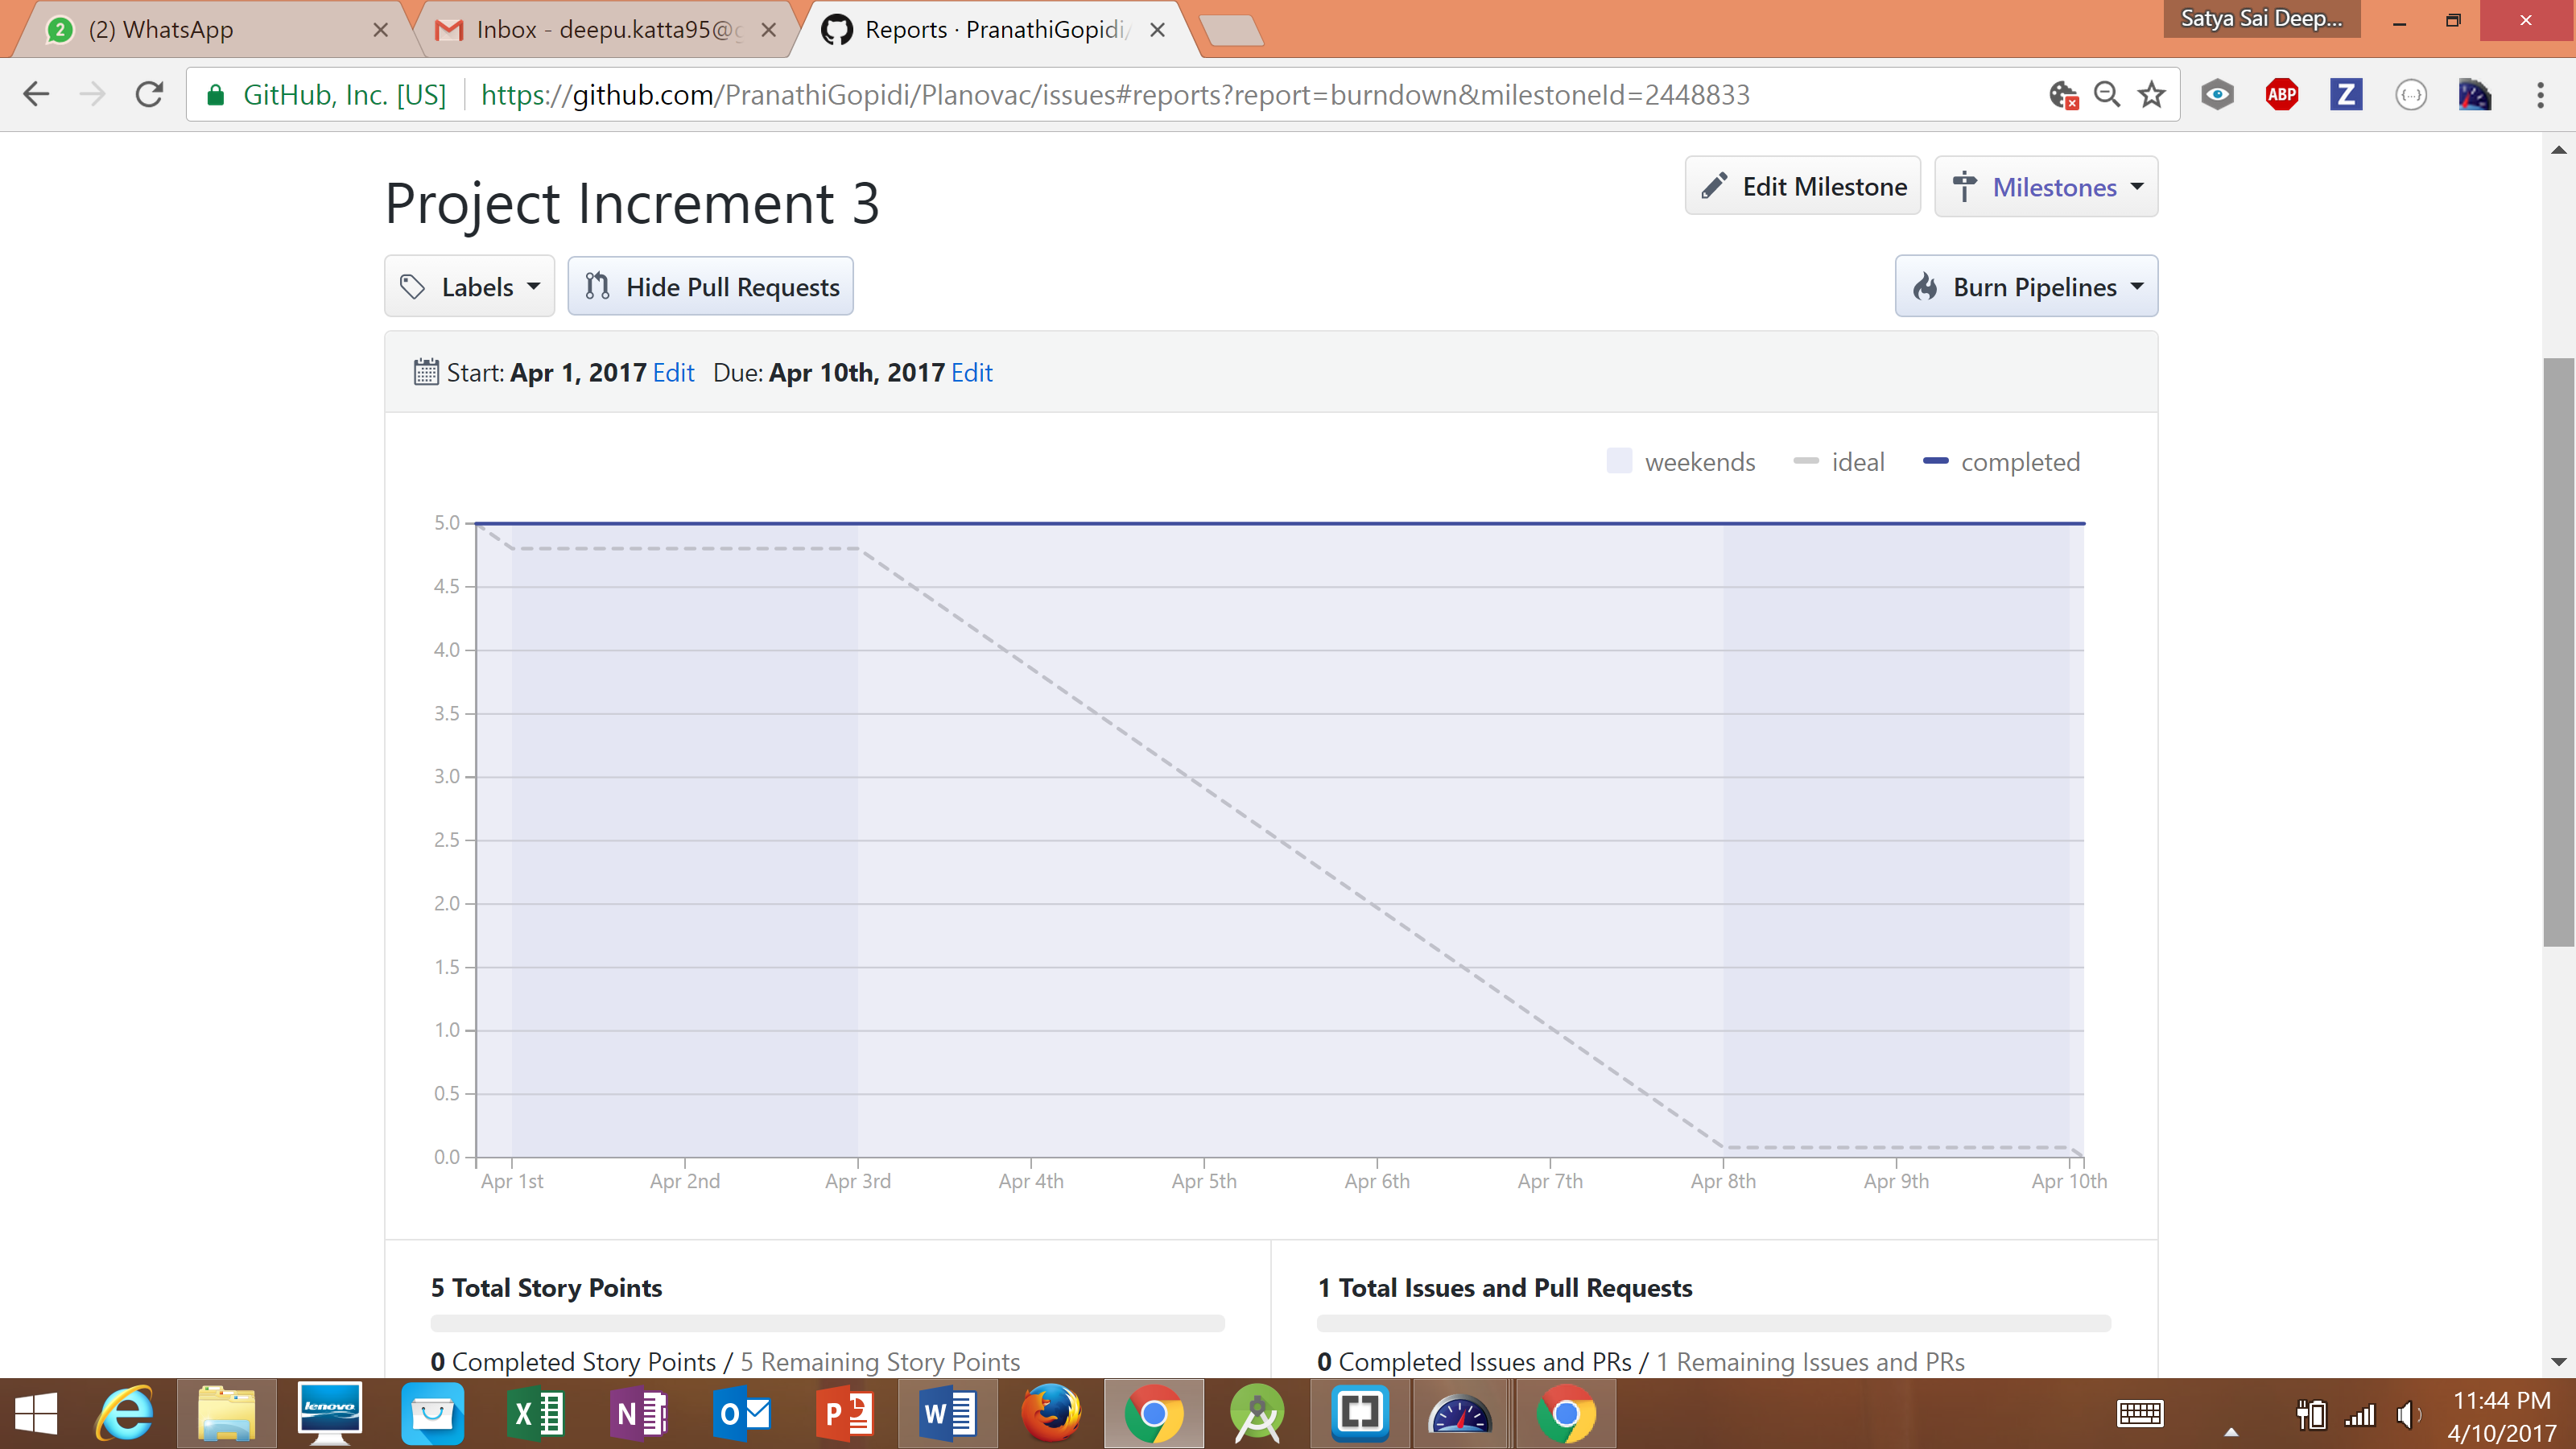 (2) WhatsApp
Inbox - deepu.katta95@g
Reports · PranathiGopidi/
Satya Sai Deep...
GitHub, Inc. [US]
https://github.com/PranathiGopidi/Planovac/issues#reports?report=burndown&milestoneId=2448833
ABP
Z
{...}
Project Increment 3
Edit Milestone
Milestones
Labels
Hide Pull Requests
Burn Pipelines
Start: Apr 1, 2017 Edit Due: Apr 10th, 2017 Edit
weekends ideal completed
5.0
4.5
4.0
3.5
3.0
2.5
2.0
1.5
1.0
0.5
0.0
Apr 1st Apr 2nd Apr 3rd Apr 4th Apr 5th Apr 6th Apr 7th Apr 8th Apr 9th Apr 10th
5 Total Story Points
0 Completed Story Points / 5 Remaining Story Points
1 Total Issues and Pull Requests
0 Completed Issues and PRs / 1 Remaining Issues and PRs
lenovo
11:44 PM
4/10/2017